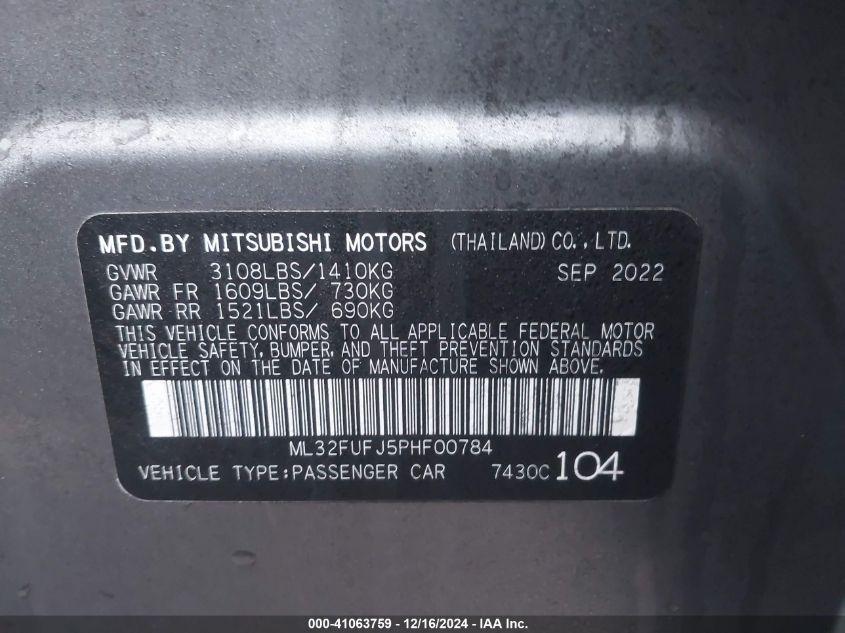 MFD.BY MITSUBISHI MOTORS (THAILAND) CO.,LTD.
GVWR 3108LBS/1410KG SEP 2022
GAWR FR 1609LBS/ 730KG
GAWR RR 1521LBS/ 690KG
THIS VEHICLE CONFORMS TO ALL APPLICABLE FEDERAL MOTOR
VEHICLE SAFETY, BUMPER, AND THEFT PREVENTION STANDARDS
IN EFFECT ON THE DATE OF MANUFACTURE SHOWN ABOVE.
ML32FUFJ5PHF00784
VEHICLE TYPE:PASSENGER CAR 7430C 104
000-41063759 - 12/16/2024 - IAA Inc.